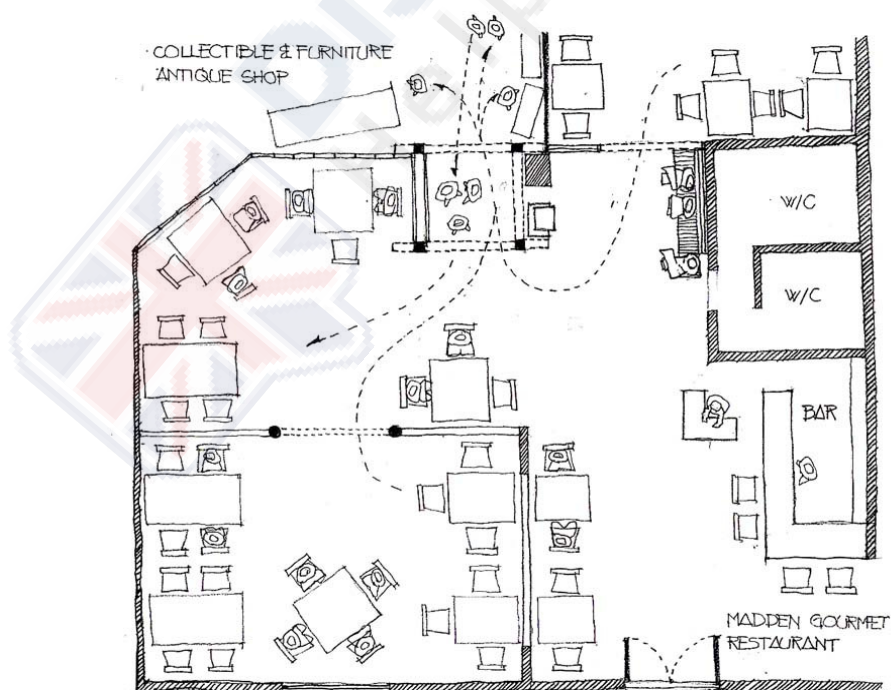 COLLECTIBLE & FURNITURE
ANTIQUE SHOP
W/C
W/C
BAR
MADDEN GOURMET
RESTAURANT